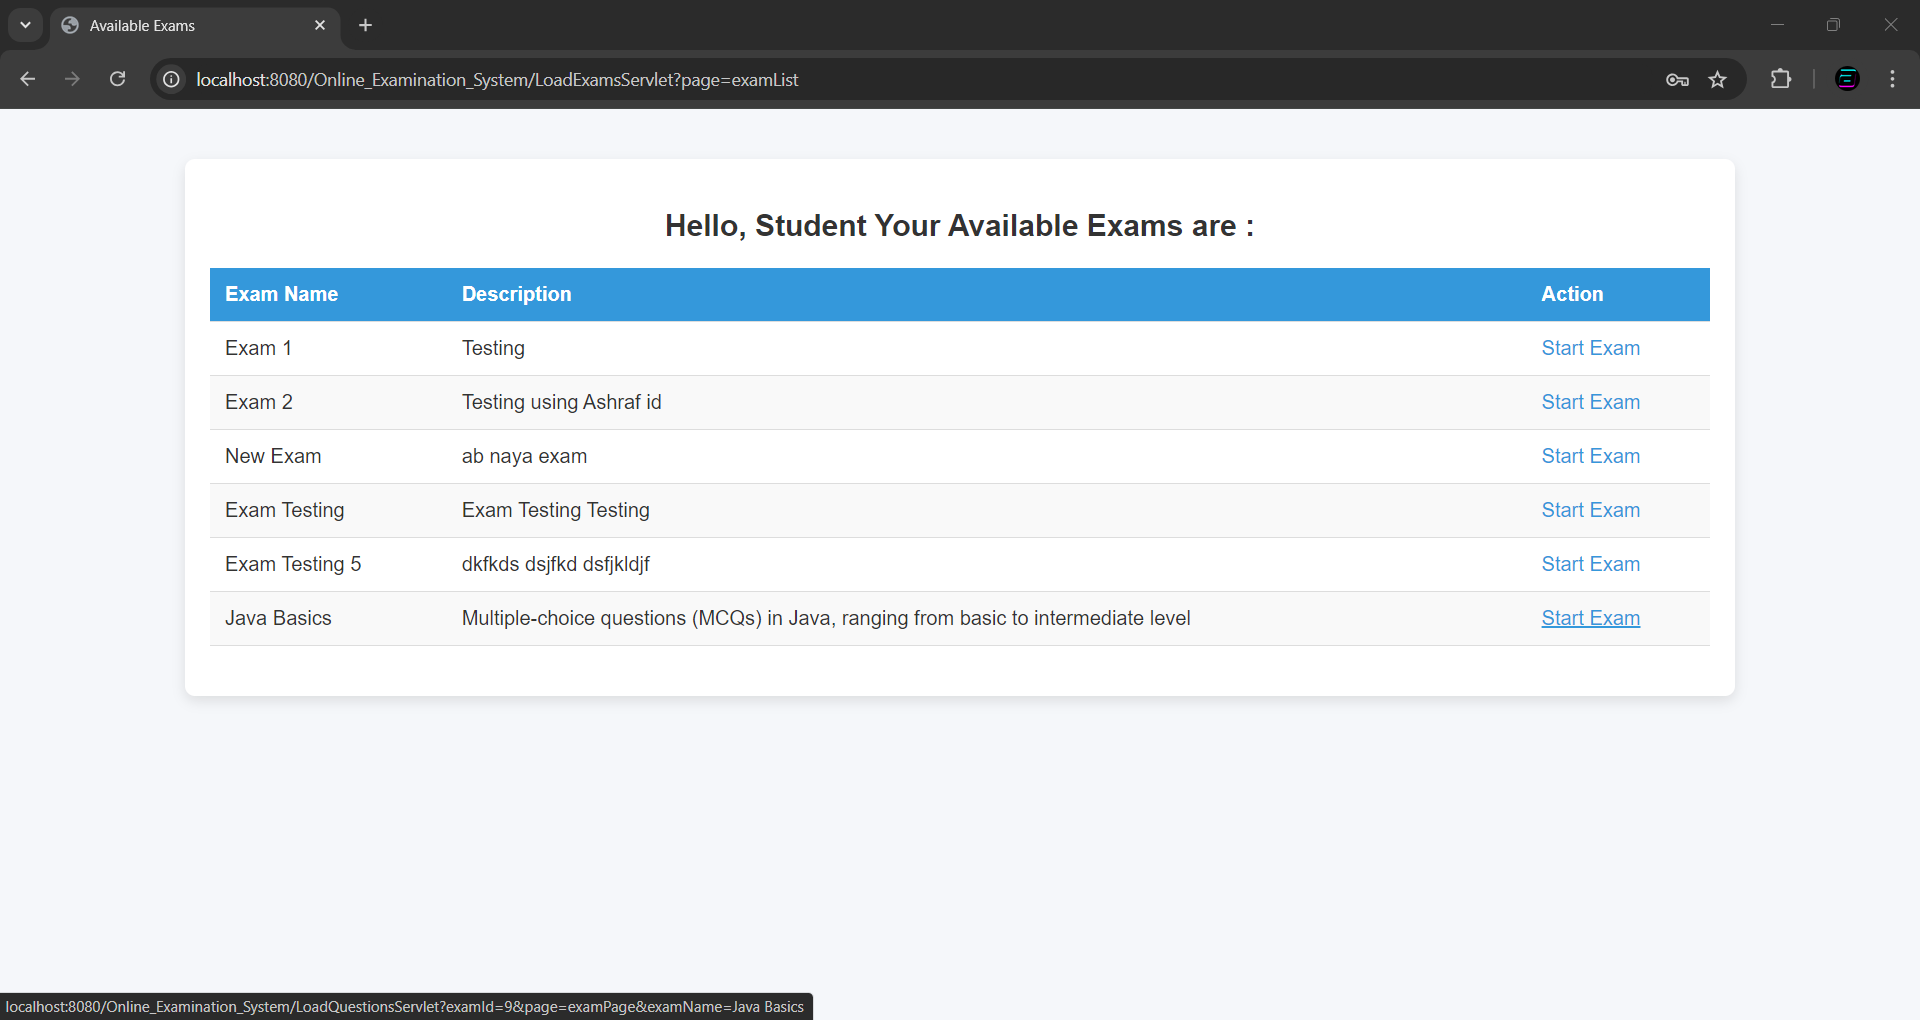 Available Exams
localhost:8080/Online_Examination_System/LoadExamsServlet?page=examList
Hello, Student Your Available Exams are :
Exam Name Description Action
Exam 1 Testing Start Exam
Exam 2 Testing using Ashraf id Start Exam
New Exam ab naya exam Start Exam
Exam Testing Exam Testing Testing Start Exam
Exam Testing 5 dkfkds dsjfkd dsfjkldjf Start Exam
Java Basics Multiple-choice questions (MCQs) in Java, ranging from basic to intermediate level Start Exam
localhost:8080/Online_Examination_System/LoadQuestionsServlet?examId=9&page=examPage&examName=Java Basics